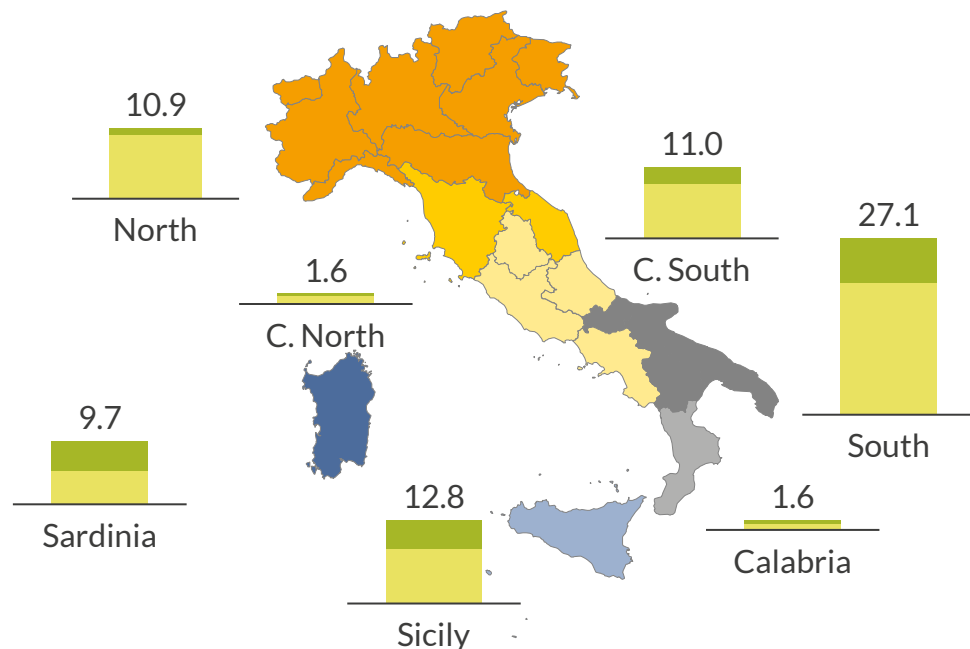 10.9
North
11.0
C. South
27.1
South
1.6
C. North
9.7
Sardinia
12.8
Sicily
1.6
Calabria